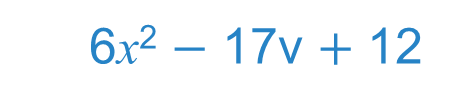 6x² − 17v + 12